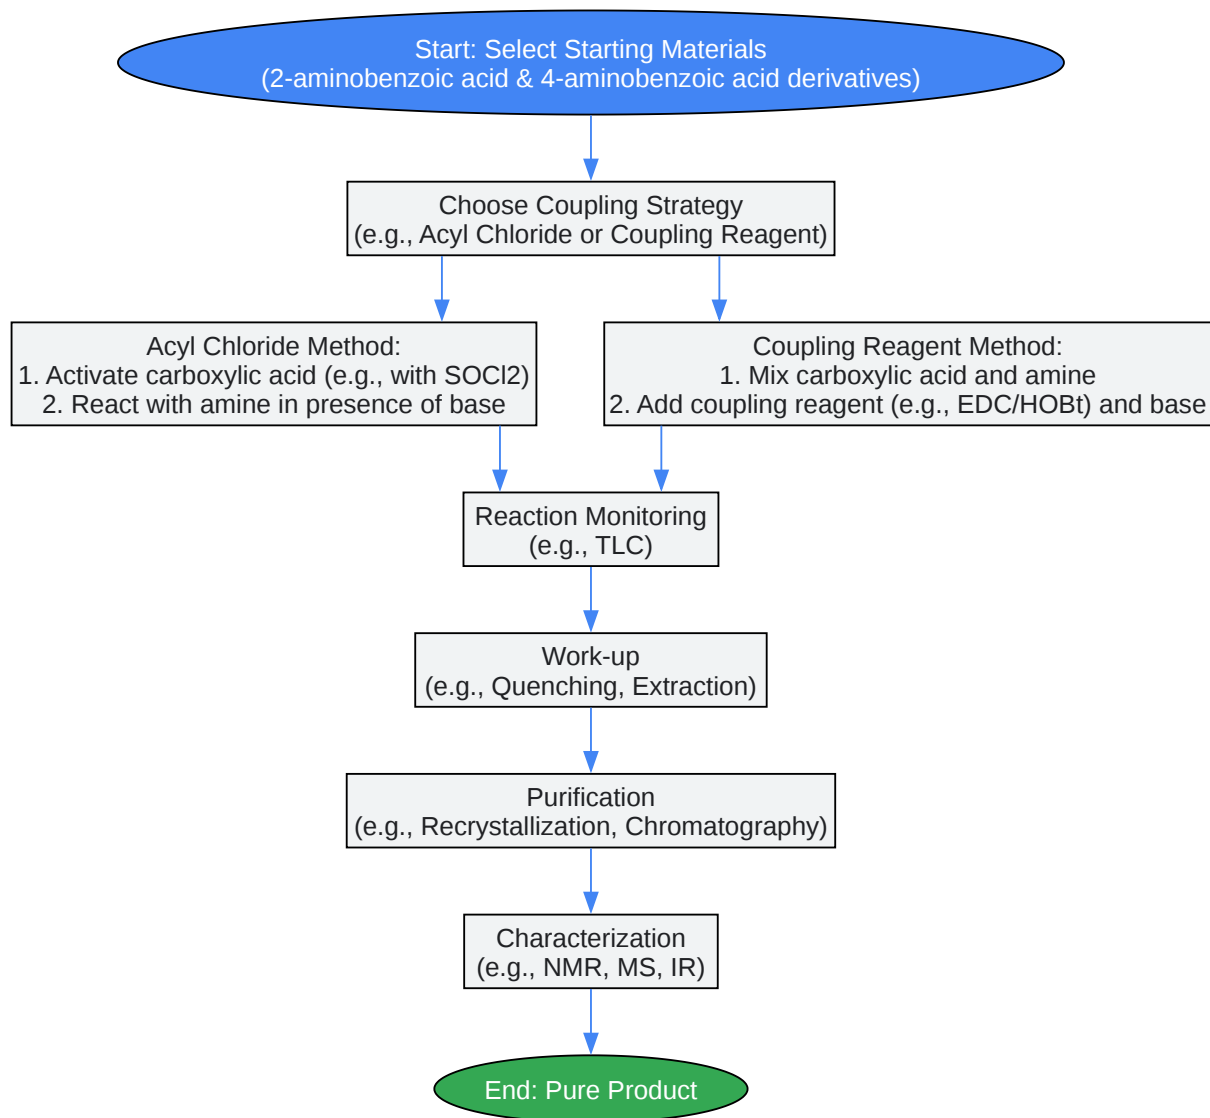 Start: Select Starting Materials
(2-aminobenzoic acid & 4-aminobenzoic acid derivatives)
Choose Coupling Strategy
(e.g., Acyl Chloride or Coupling Reagent)
Acyl Chloride Method:
1. Activate carboxylic acid (e.g., with SOCl2)
2. React with amine in presence of base
Coupling Reagent Method:
1. Mix carboxylic acid and amine
2. Add coupling reagent (e.g., EDC/HOBt) and base
Reaction Monitoring
(e.g., TLC)
Work-up
(e.g., Quenching, Extraction)
Purification
(e.g., Recrystallization, Chromatography)
Characterization
(e.g., NMR, MS, IR)
End: Pure Product